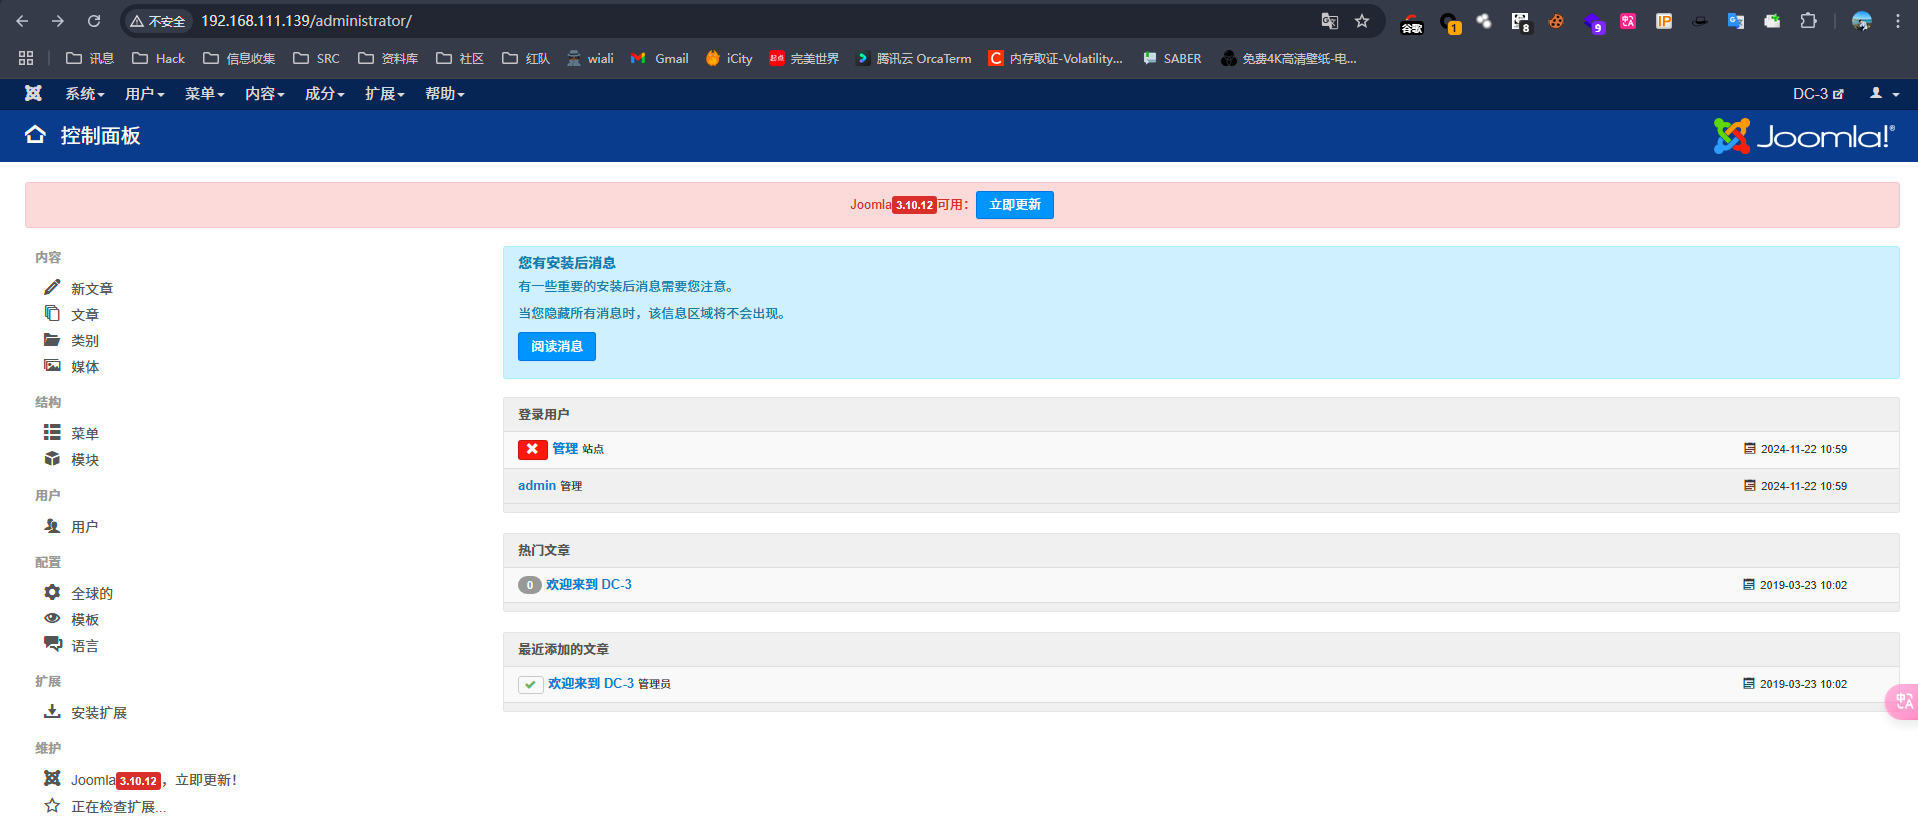 不安全 192.168.111.139/administrator/
谷歌 1 8 9 IP
讯息 Hack 信息收集 SRC 资料库 社区 红队 wiali Gmail iCity 完美世界 腾讯云 OrcaTerm 内存取证-Volatility... SABER 免费4K高清壁纸-电...
系统 用户 菜单 内容 成分 扩展 帮助 DC-3
控制面板 Joomla!®
Joomla3.10.12可用： 立即更新
内容
新文章
文章
类别
媒体
结构
菜单
模块
用户
用户
配置
全球的
模板
语言
扩展
安装扩展
维护
Joomla3.10.12，立即更新！
正在检查扩展...
您有安装后消息
有一些重要的安装后消息需要您注意。
当您隐藏所有消息时，该信息区域将不会出现。
阅读消息
登录用户
管理 站点 2024-11-22 10:59
admin 管理 2024-11-22 10:59
热门文章
0 欢迎来到 DC-3 2019-03-23 10:02
最近添加的文章
欢迎来到 DC-3 管理员 2019-03-23 10:02